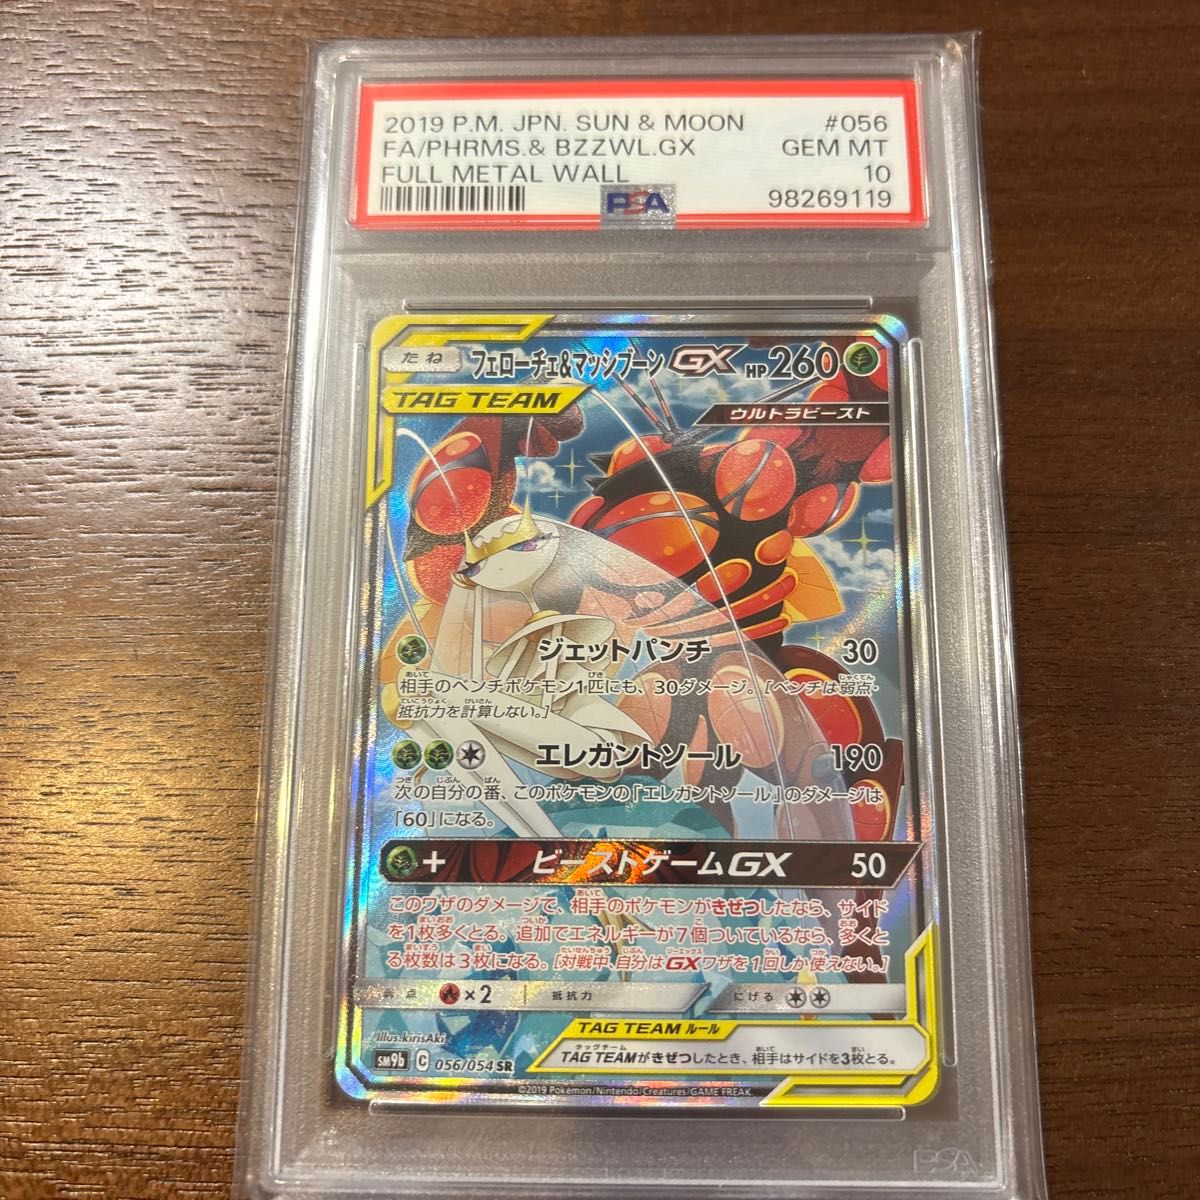 2019 P.M. JPN. SUN & MOON #056
FA/PHRMS.& BZZWL.GX GEM MT
FULL METAL WALL 10
PSA 98269119
たね フェローチェ&マッシブーン GX HP 260
TAG TEAM
ウルトラビースト
ジェットパンチ 30
相手のベンチポケモン1匹にも、30ダメージ。[ベンチは弱点・
抵抗力を計算しない。]
エレガントソール 190
次の自分の番、このポケモンの「エレガントソール」のダメージは
「60」になる。
+ ビーストゲームGX 50
このワザのダメージで、相手のポケモンがきぜつしたなら、サイド
を1枚多くとる。追加でエネルギーが7個ついているなら、多くと
る枚数は3枚になる。[対戦中、自分はGXワザを1回しか使えない。]
弱点 ×2 抵抗力 にげる
TAG TEAM ルール
TAG TEAMがきぜつしたとき、相手はサイドを3枚とる。
Illus.kirisAki
SM9b C 056/054 SR
©2019 Pokémon/Nintendo/Creatures/GAME FREAK.
PSA